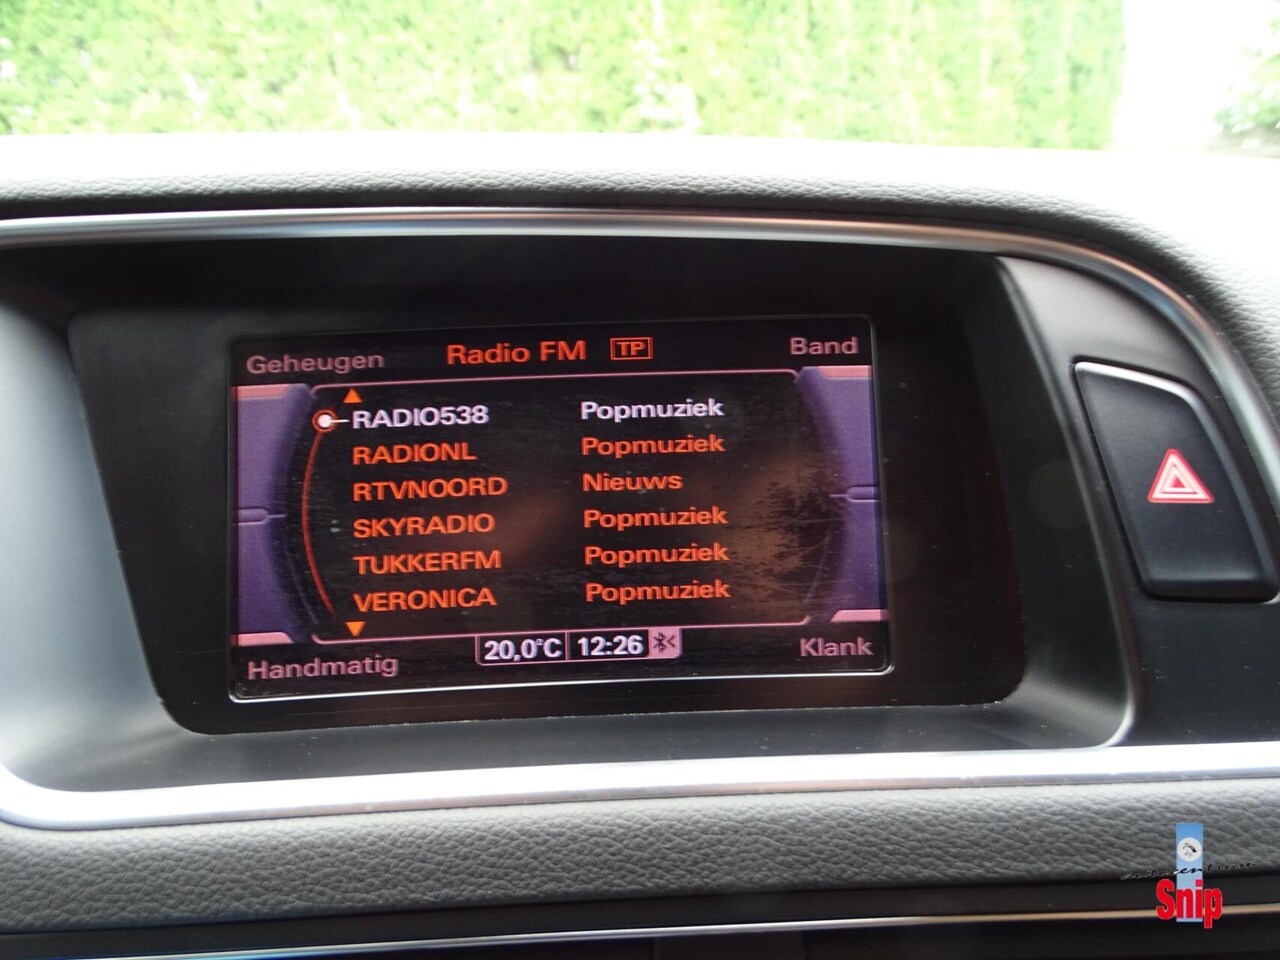 Geheugen Radio FM TP Band
RADIO538 Popmuziek
RADIONL Popmuziek
RTVNOORD Nieuws
SKYRADIO Popmuziek
TUKKERFM Popmuziek
VERONICA Popmuziek
Handmatig 20,0°C 12:26 Klank
autocentrum
Snip